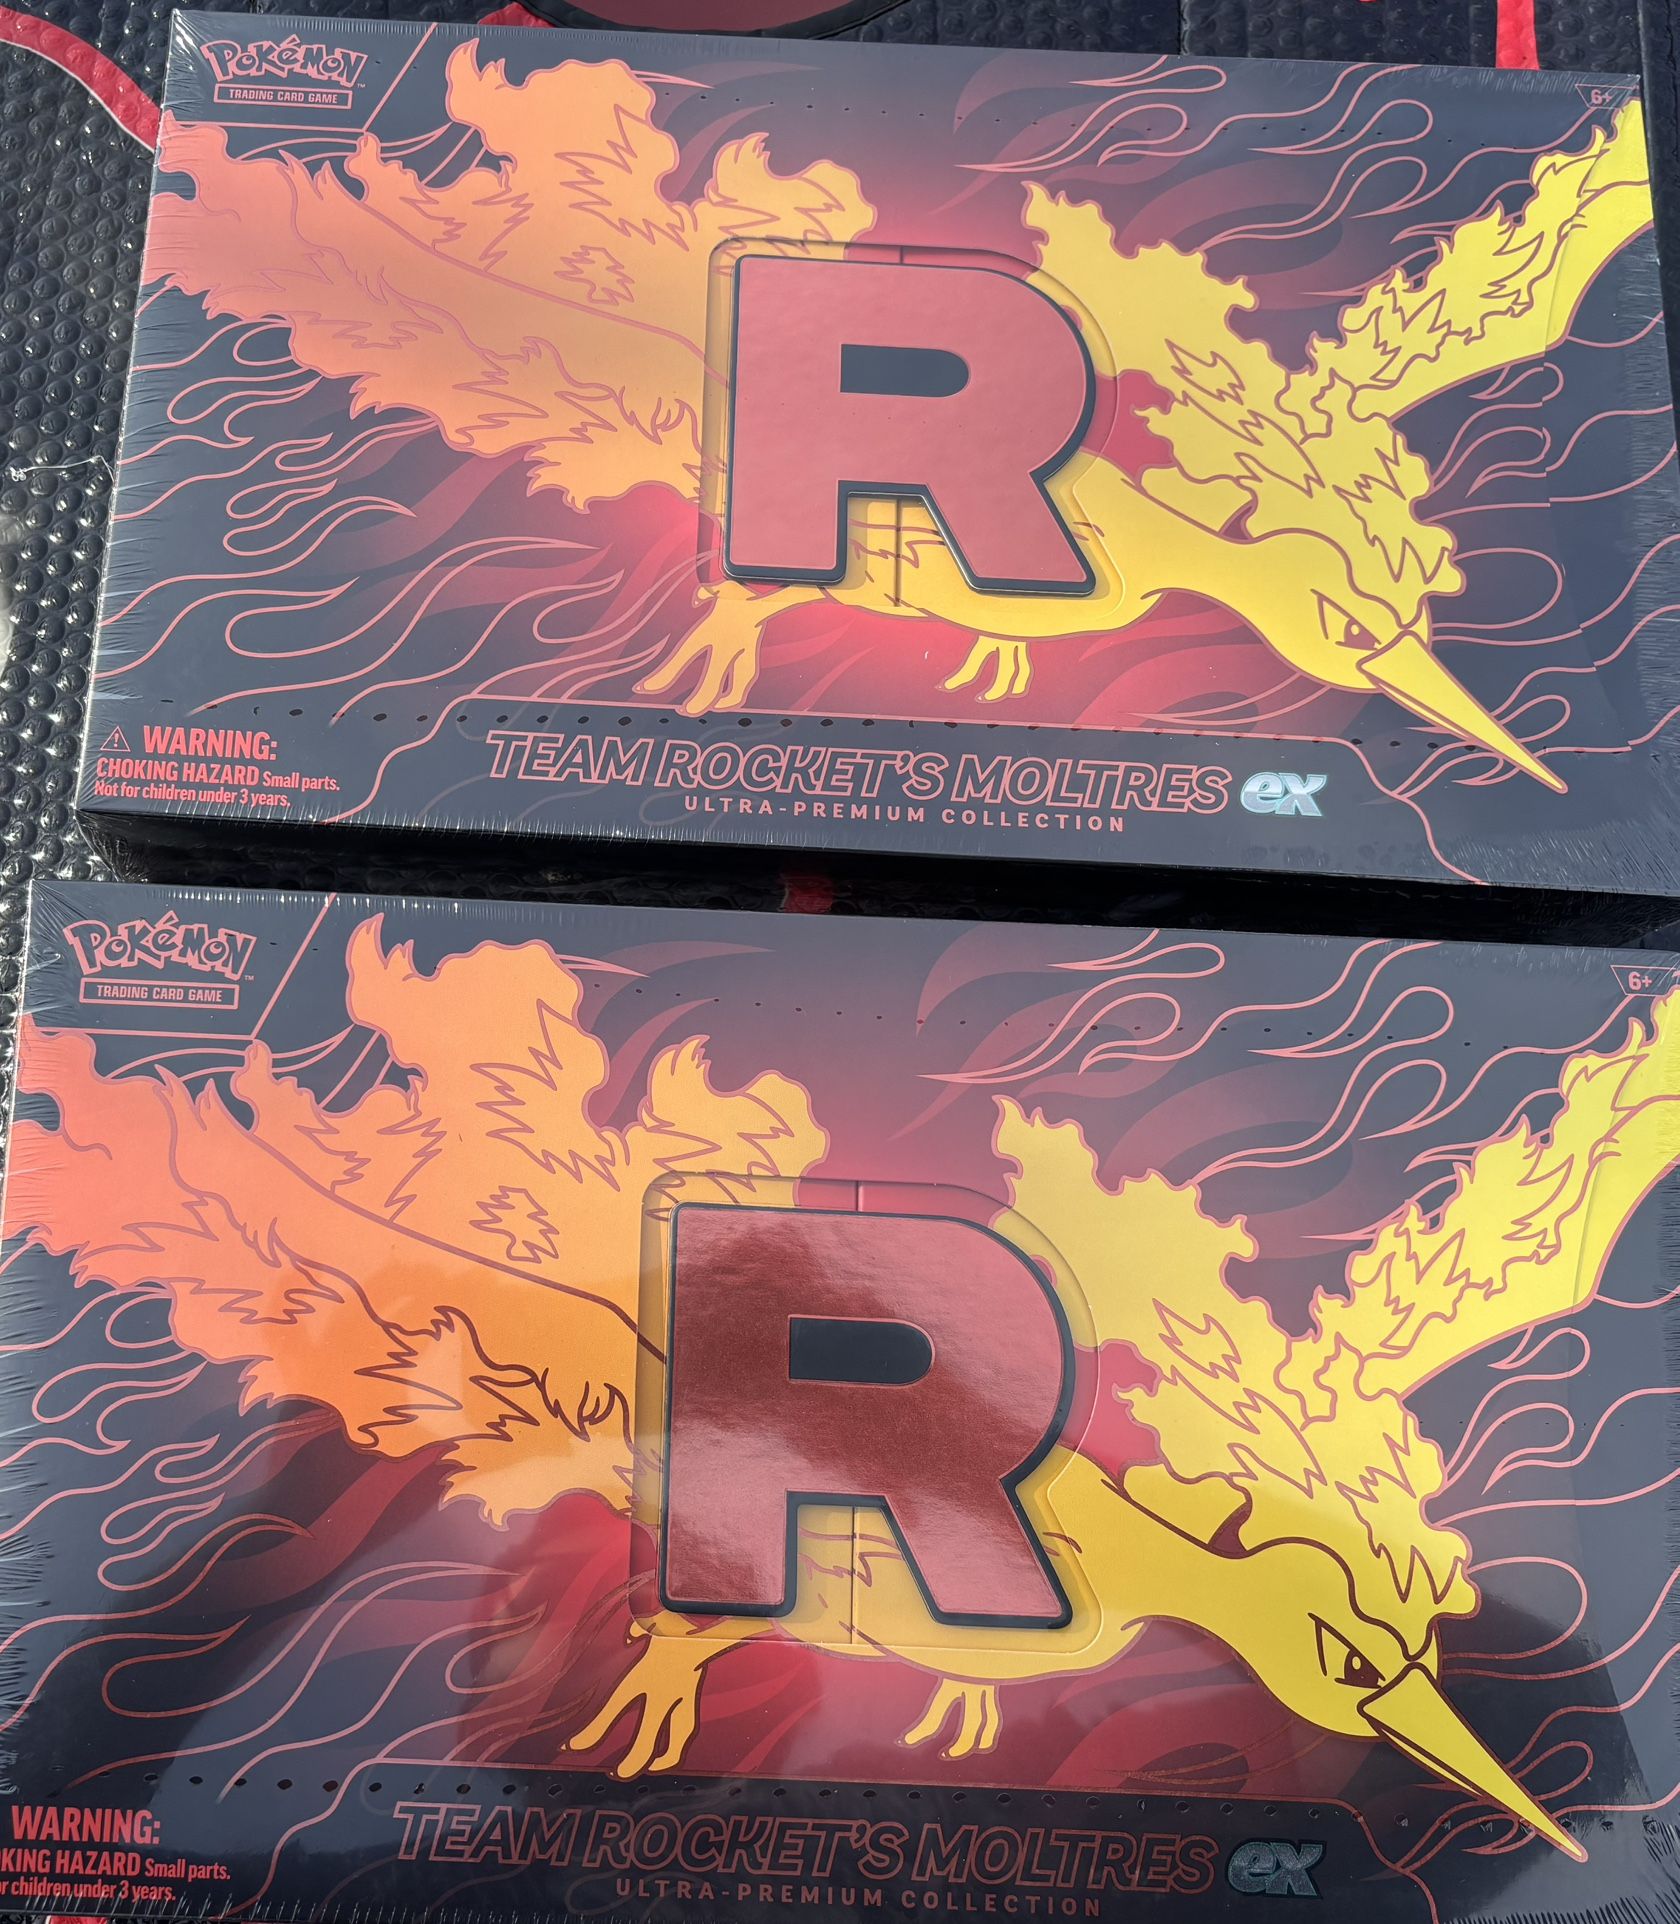 POKéMON™
TRADING CARD GAME
6+
R
WARNING:
CHOKING HAZARD Small parts.
Not for children under 3 years.
TEAM ROCKET'S MOLTRES ex
ULTRA-PREMIUM COLLECTION
POKéMON™
TRADING CARD GAME
6+
R
WARNING:
KING HAZARD Small parts.
r children under 3 years.
TEAM ROCKET'S MOLTRES ex
ULTRA-PREMIUM COLLECTION